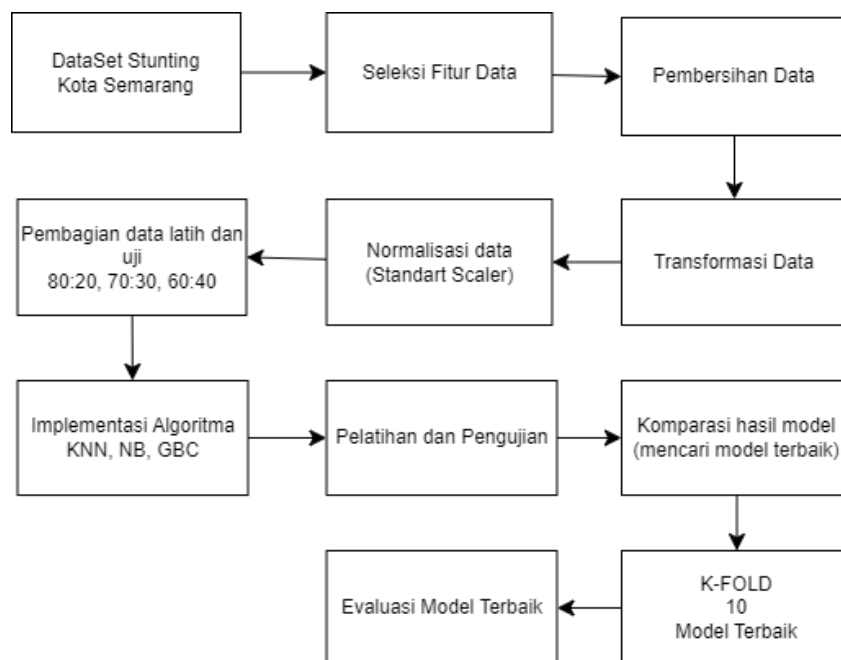 DataSet Stunting
Kota Semarang
Seleksi Fitur Data
Pembersihan Data
Transformasi Data
Normalisasi data
(Standart Scaler)
Pembagian data latih dan
uji
80:20, 70:30, 60:40
Implementasi Algoritma
KNN, NB, GBC
Pelatihan dan Pengujian
Komparasi hasil model
(mencari model terbaik)
K-FOLD
10
Model Terbaik
Evaluasi Model Terbaik